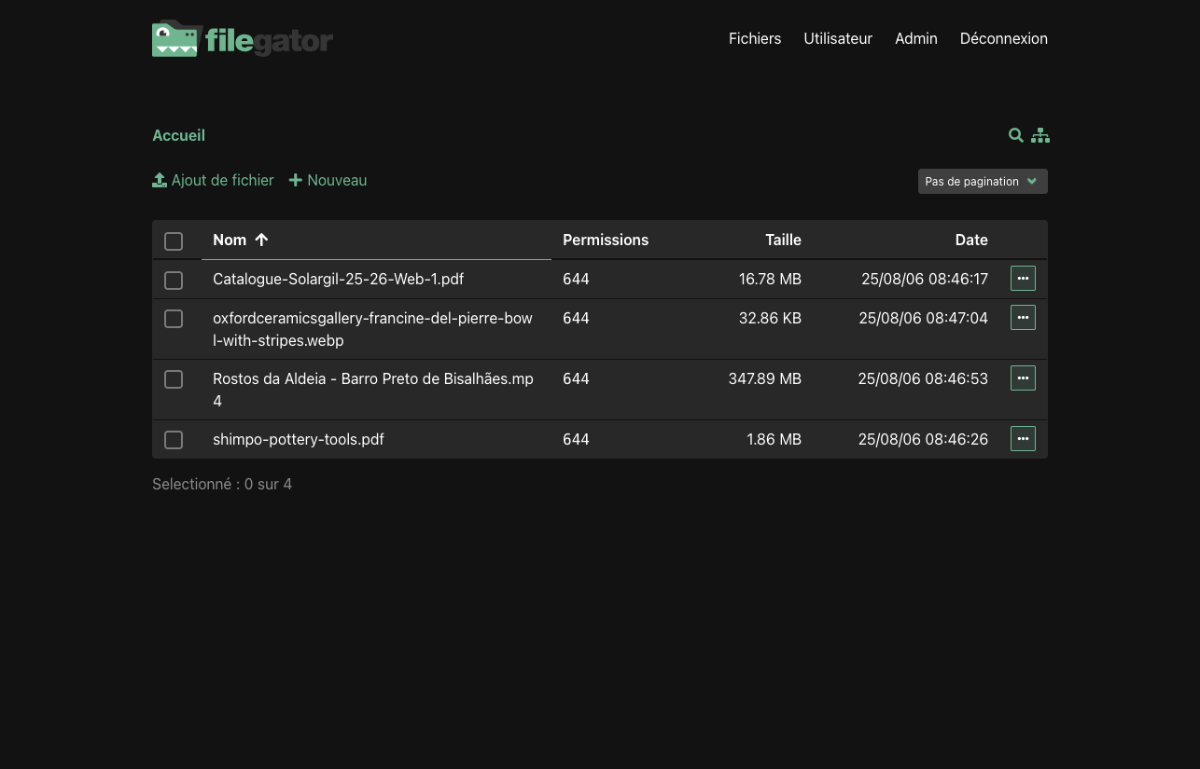 filegator
Fichiers Utilisateur Admin Déconnexion
Accueil
Ajout de fichier Nouveau
Pas de pagination
Nom Permissions Taille Date
Catalogue-Solargil-25-26-Web-1.pdf 644 16.78 MB 25/08/06 08:46:17
oxfordceramicsgallery-francine-del-pierre-bow 644 32.86 KB 25/08/06 08:47:04
l-with-stripes.webp
Rostos da Aldeia - Barro Preto de Bisalhães.mp 644 347.89 MB 25/08/06 08:46:53
4
shimpo-pottery-tools.pdf 644 1.86 MB 25/08/06 08:46:26
Selectionné : 0 sur 4